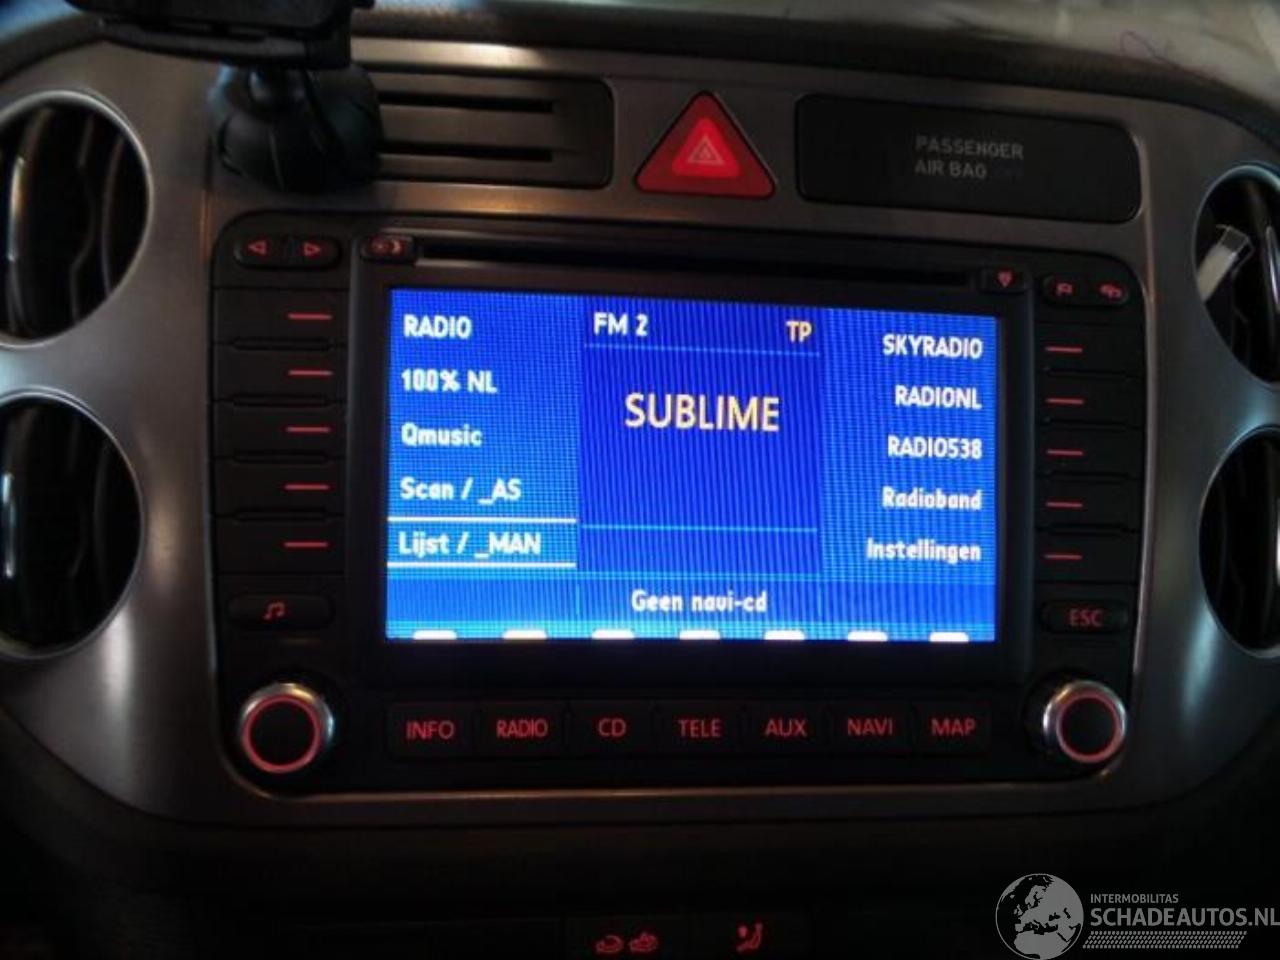 PASSENGER
AIR BAG
RADIO
FM 2
TP
SKYRADIO
100% NL
RADIONL
SUBLIME
Qmusic
RADIO538
Scan / _AS
Radioband
Lijst / _MAN
Instellingen
Geen navi-cd
ESC
INFO
RADIO
CD
TELE
AUX
NAVI
MAP
INTERMOBILITAS
SCHADEAUTOS.NL